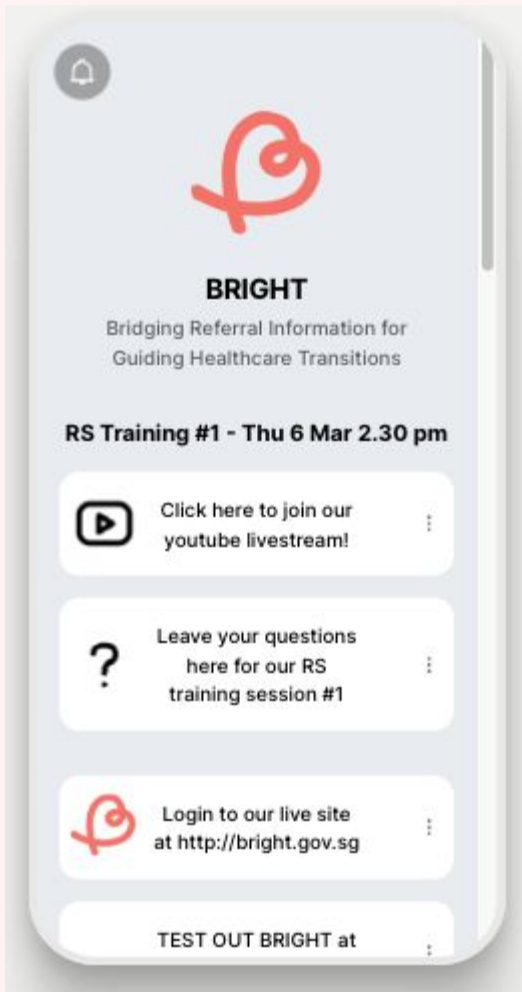 BRIGHT
Bridging Referral Information for
Guiding Healthcare Transitions
RS Training #1 - Thu 6 Mar 2.30 pm
Click here to join our
youtube livestream!
Leave your questions
here for our RS
training session #1
Login to our live site
at http://bright.gov.sg
TEST OUT BRIGHT at